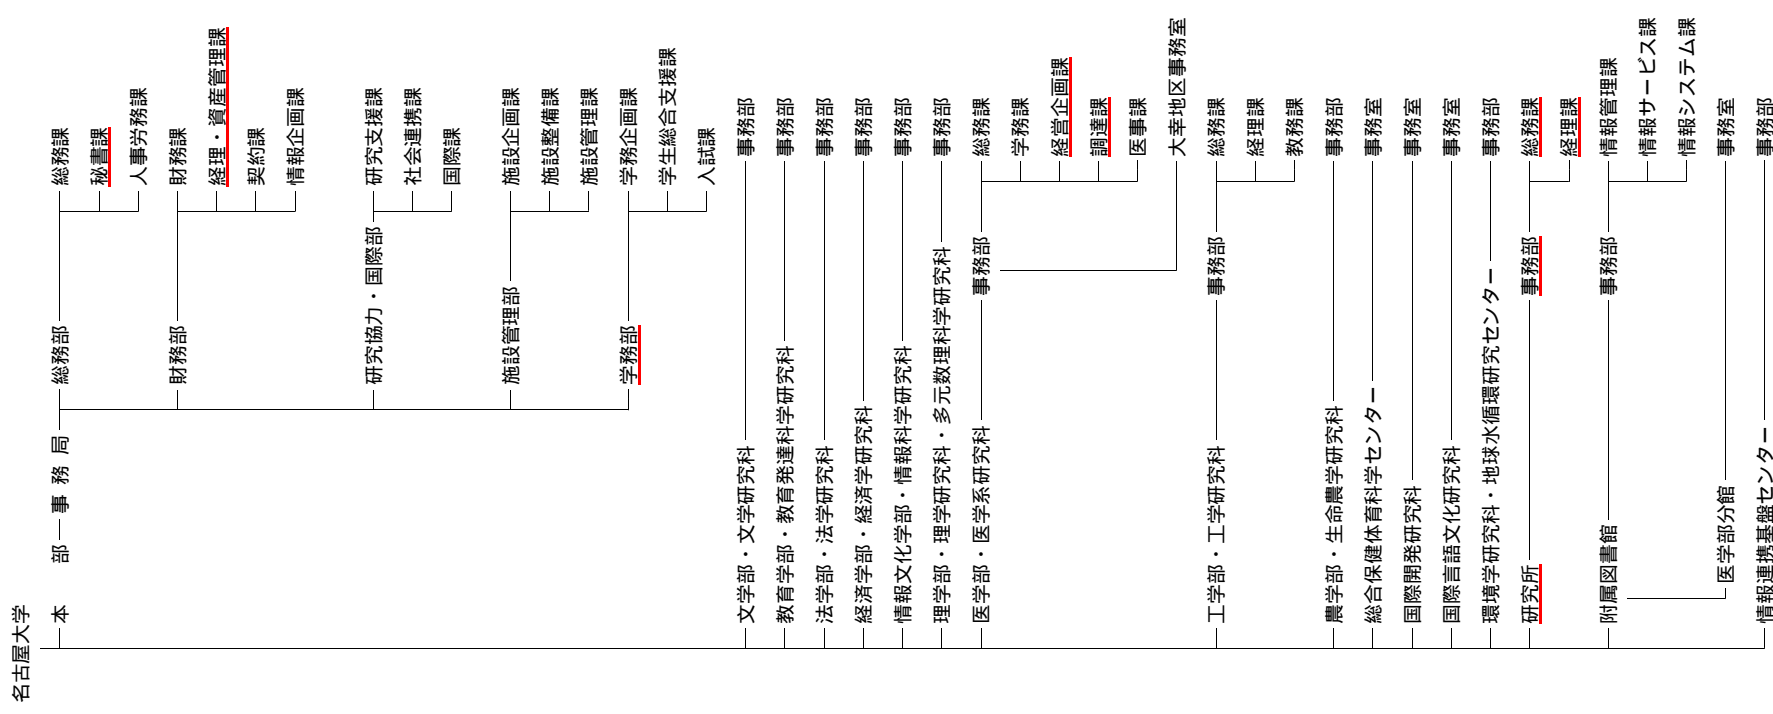 名古屋大学
本部
事務局
総務部
総務課
秘書課
人事労務課
財務部
財務課
経理・資産管理課
契約課
情報企画課
研究協力・国際部
研究支援課
社会連携課
国際課
施設管理部
施設企画課
施設整備課
施設管理課
学務部
学務企画課
学生総合支援課
入試課
文学部・文学研究科
事務部
教育学部・教育発達科学研究科
事務部
法学部・法学研究科
事務部
経済学部・経済学研究科
事務部
情報文化学部・情報科学研究科
事務部
理学部・理学研究科・多元数理科学研究科
事務部
医学部・医学系研究科
事務部
総務課
学務課
経営企画課
調達課
医事課
大幸地区事務室
工学部・工学研究科
事務部
総務課
経理課
教務課
農学部・生命農学研究科
事務部
総合保健体育科学センター
事務室
国際開発研究科
事務室
国際言語文化研究科
事務室
環境学研究科・地球水循環研究センター
事務部
研究所
事務部
総務課
経理課
附属図書館
事務部
情報管理課
情報サービス課
情報システム課
医学部分館
事務室
情報連携基盤センター
事務部